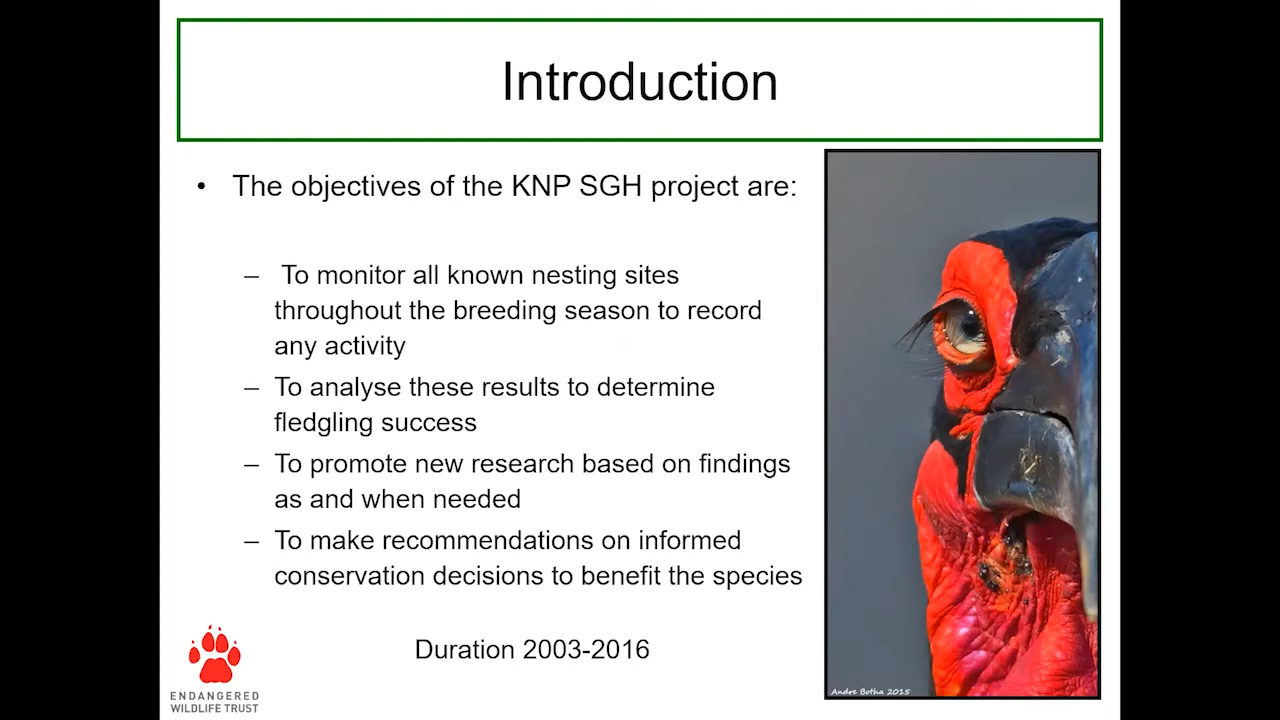 Introduction
• The objectives of the KNP SGH project are:
– To monitor all known nesting sites
throughout the breeding season to record
any activity
– To analyse these results to determine
fledgling success
– To promote new research based on findings
as and when needed
– To make recommendations on informed
conservation decisions to benefit the species
Duration 2003-2016
ENDANGERED
WILDLIFE TRUST
Andre Botha 2015